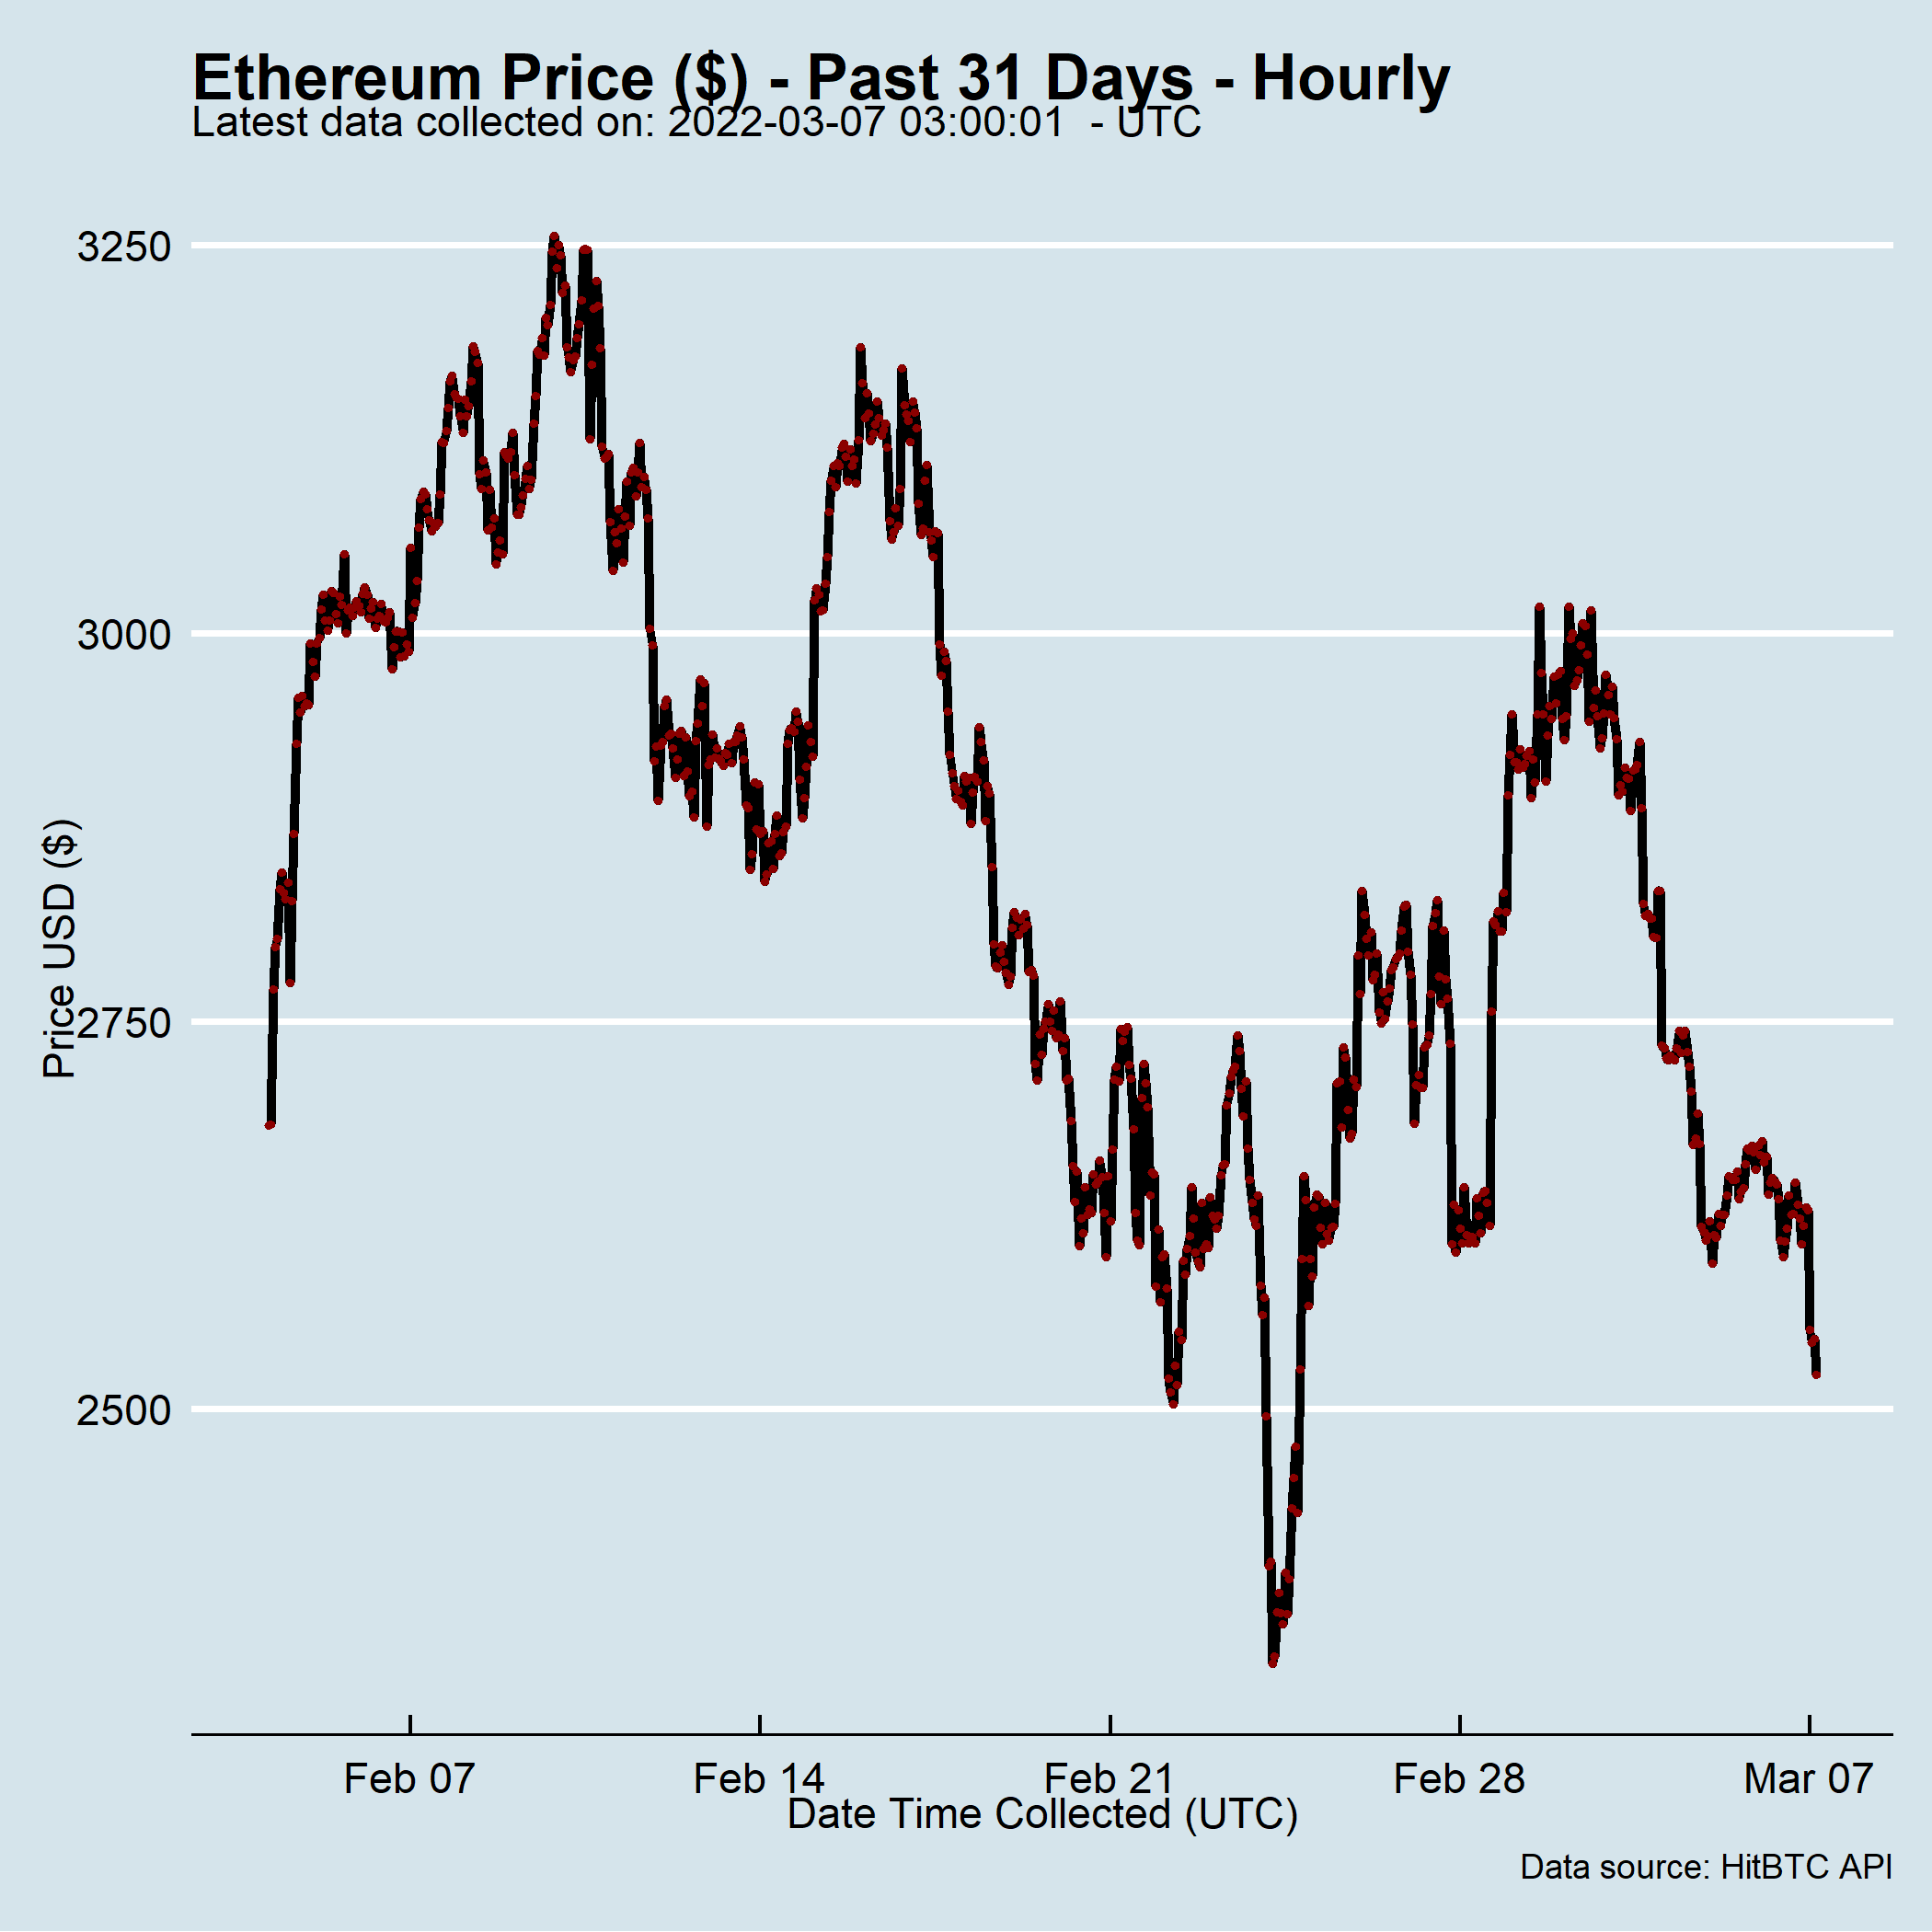 Ethereum Price ($) - Past 31 Days - Hourly
Latest data collected on: 2022-03-07 03:00:01  - UTC
Price USD ($)
3250
3000
2750
2500
Feb 07
Feb 14
Feb 21
Feb 28
Mar 07
Date Time Collected (UTC)
Data source: HitBTC API